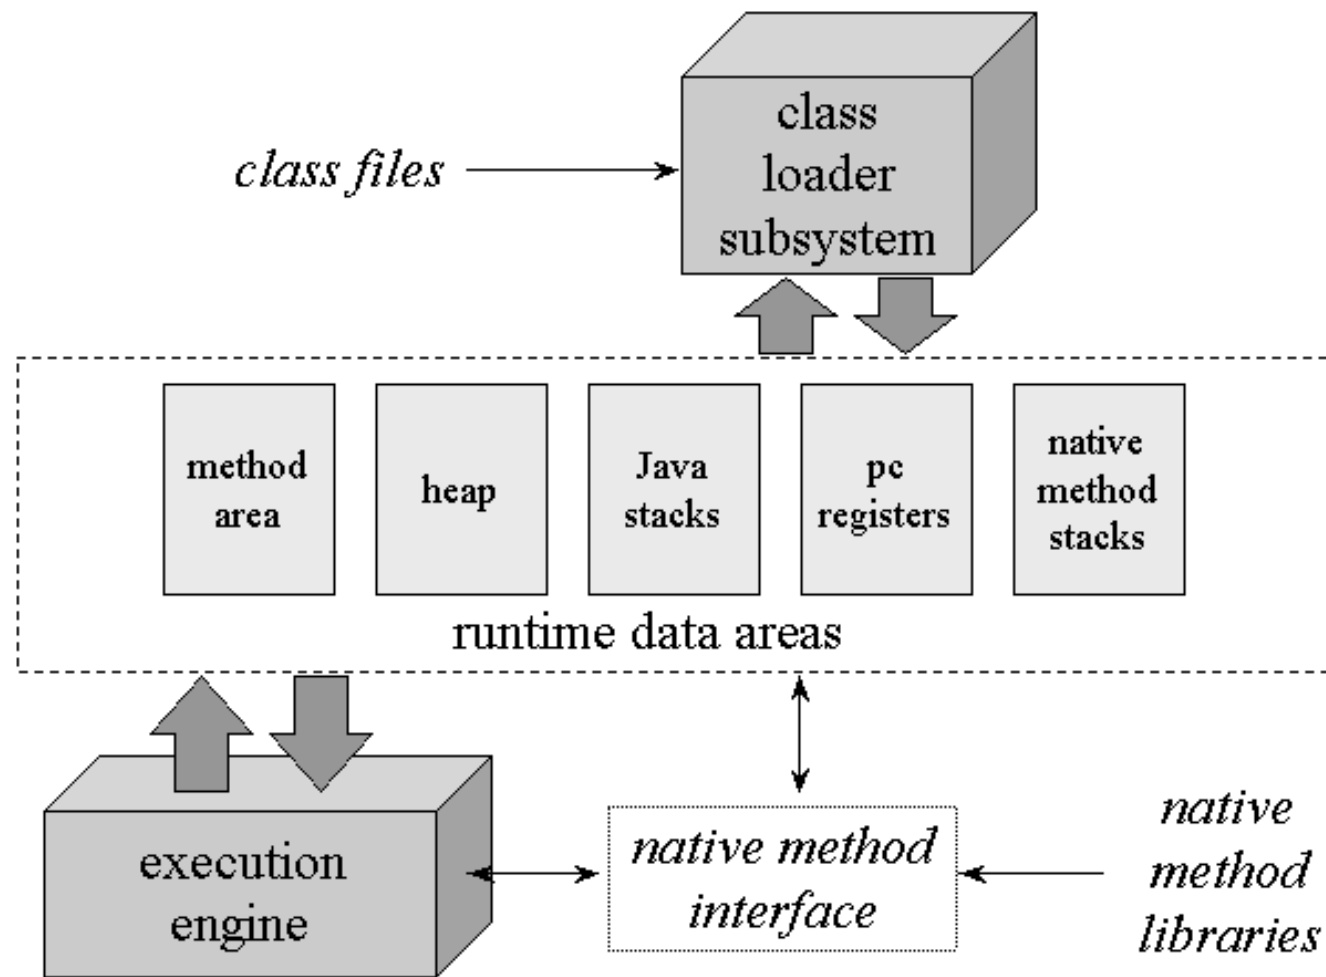 class
loader
subsystem
class files
method
area
heap
Java
stacks
pc
registers
native
method
stacks
runtime data areas
execution
engine
native method
interface
native
method
libraries